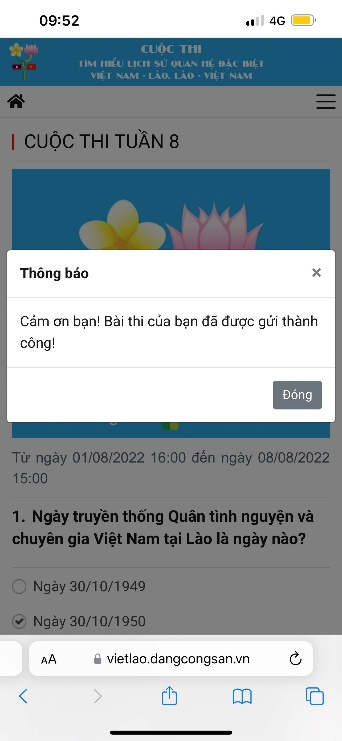 09:52
4G
CUỘC THI
TÌM HIỂU LỊCH SỬ QUAN HỆ ĐẶC BIỆT
VIỆT NAM - LÀO, LÀO - VIỆT NAM
CUỘC THI TUẦN 8
Thông báo
×
Cảm ơn bạn! Bài thi của bạn đã được gửi thành
công!
Đóng
Từ ngày 01/08/2022 16:00 đến ngày 08/08/2022
15:00
1. Ngày truyền thống Quân tình nguyện và
chuyên gia Việt Nam tại Lào là ngày nào?
Ngày 30/10/1949
Ngày 30/10/1950
AA
vietlao.dangcongsan.vn